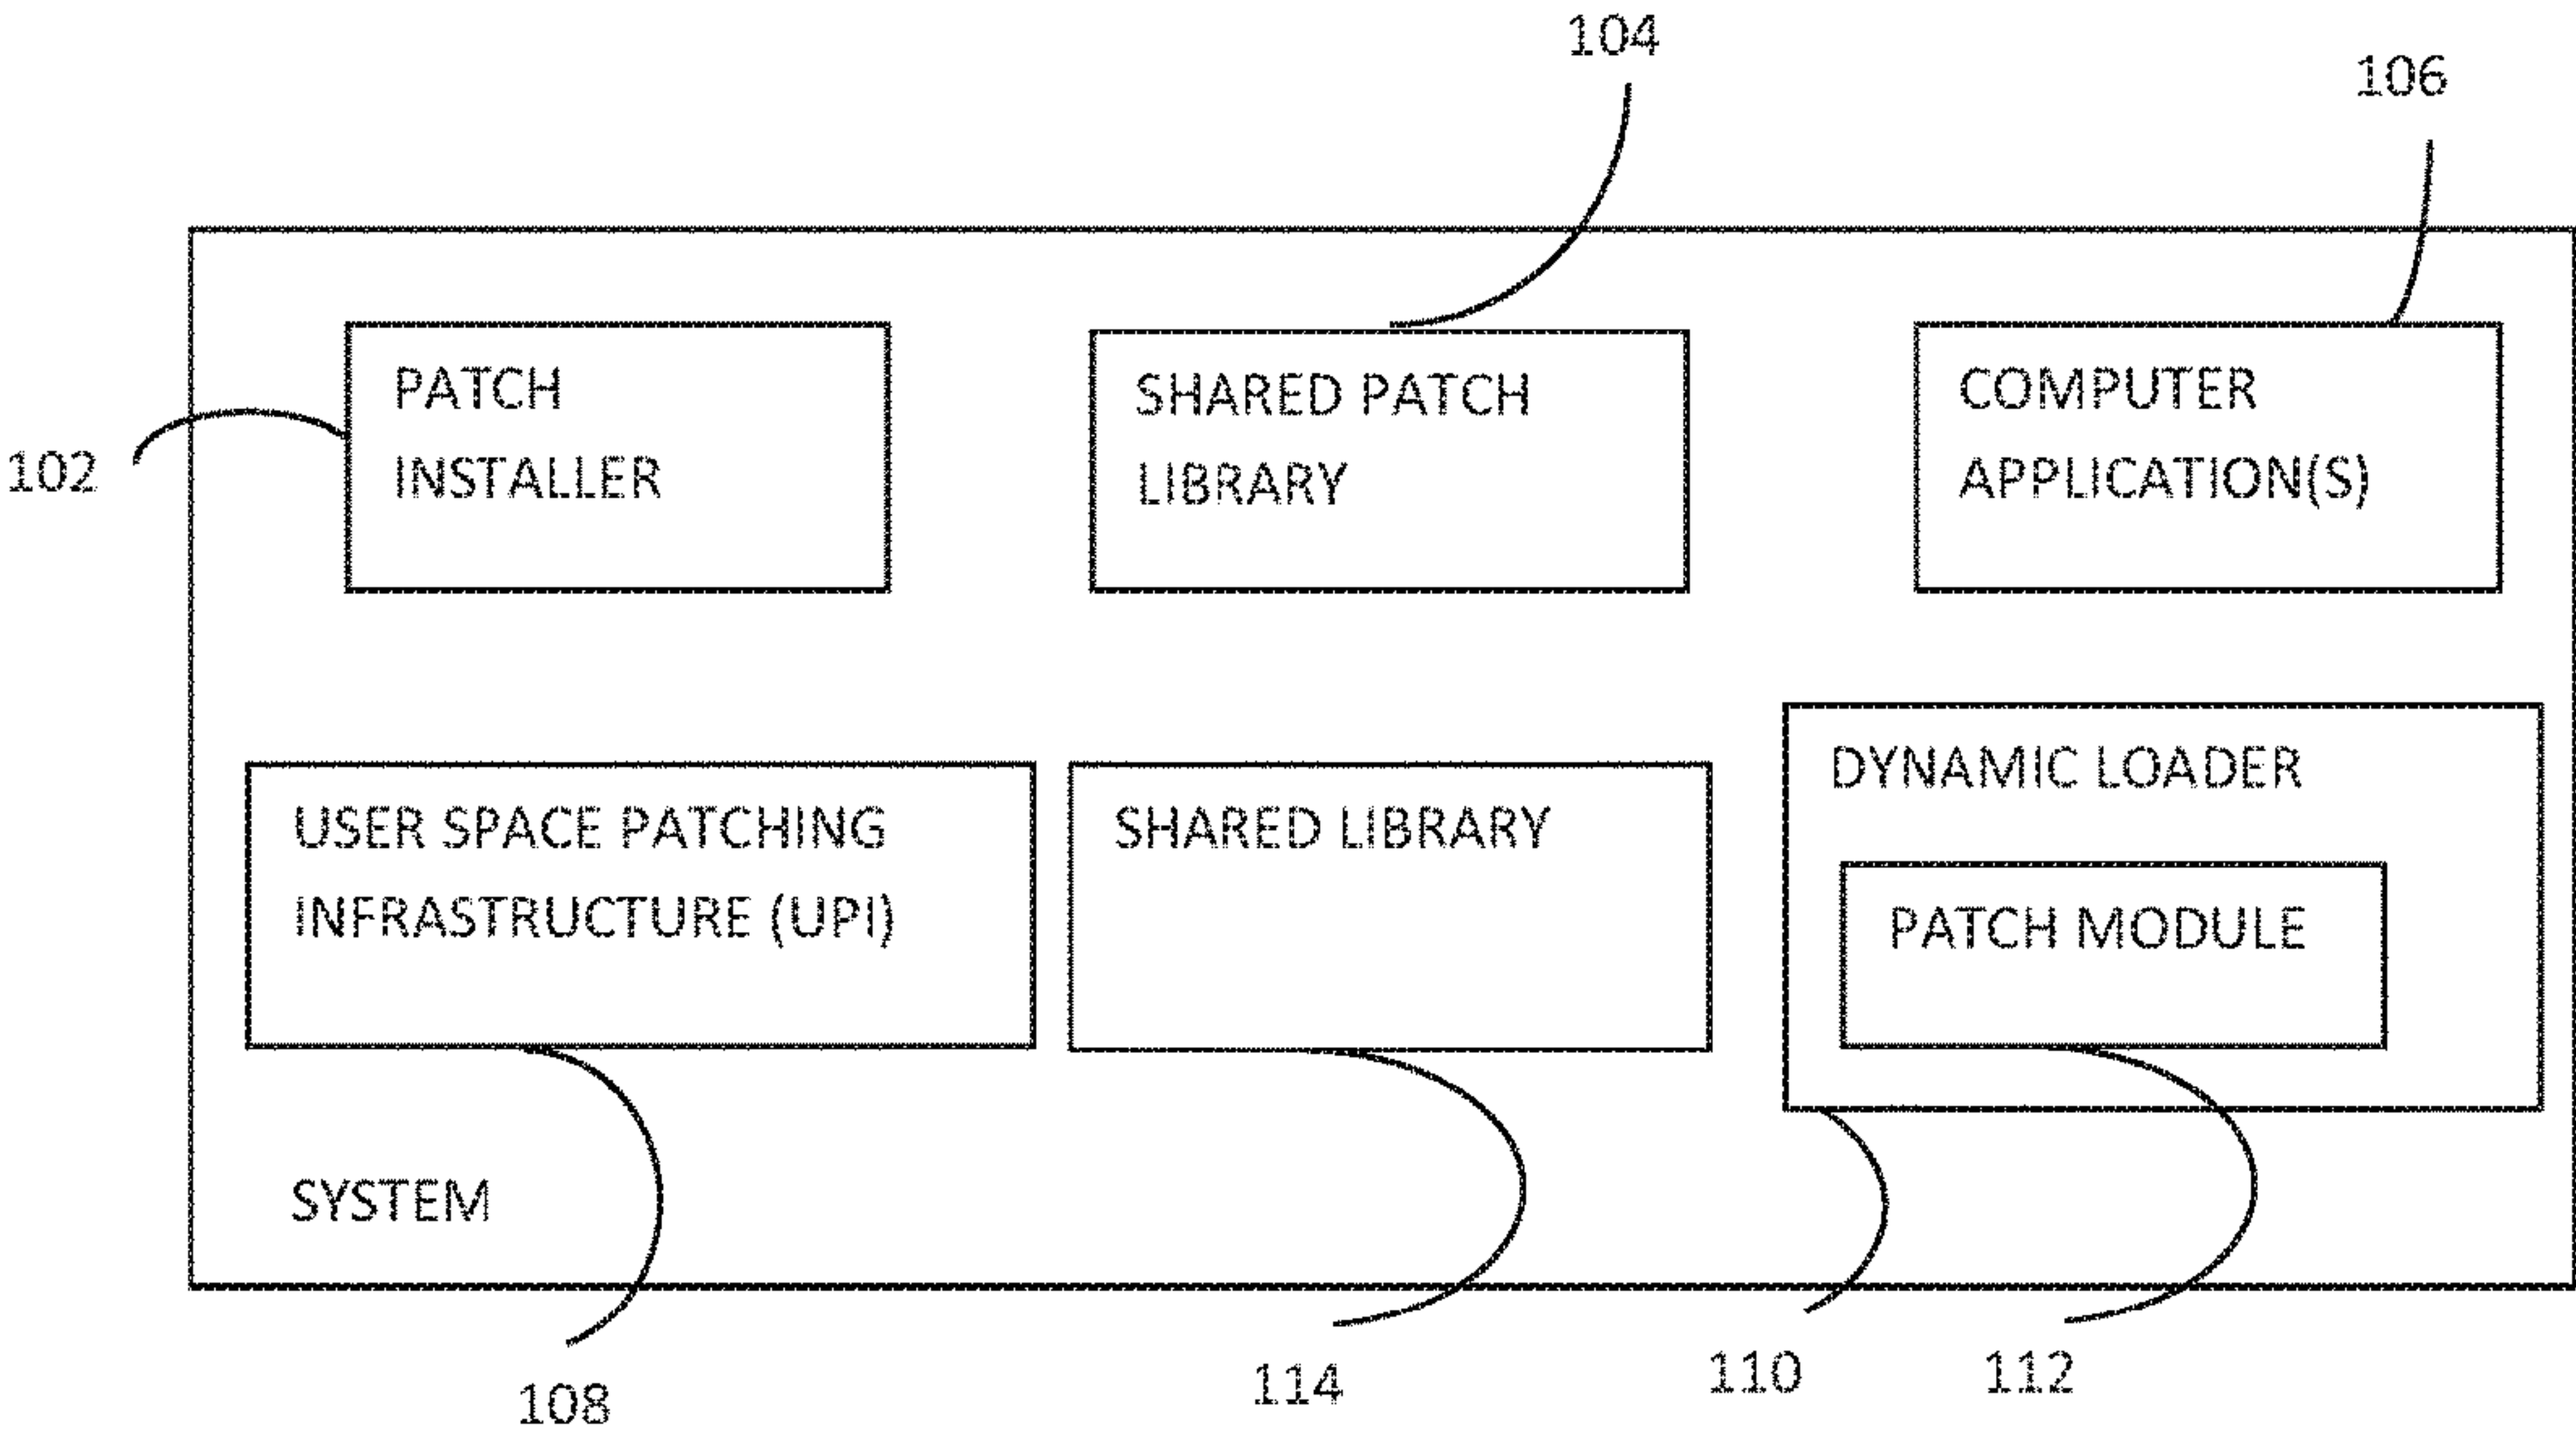 104
106
102
PATCH
INSTALLER
SHARED PATCH
LIBRARY
COMPUTER
APPLICATION(S)
USER SPACE PATCHING
INFRASTRUCTURE (UPI)
SHARED LIBRARY
DYNAMIC LOADER
PATCH MODULE
SYSTEM
108
114
110
112